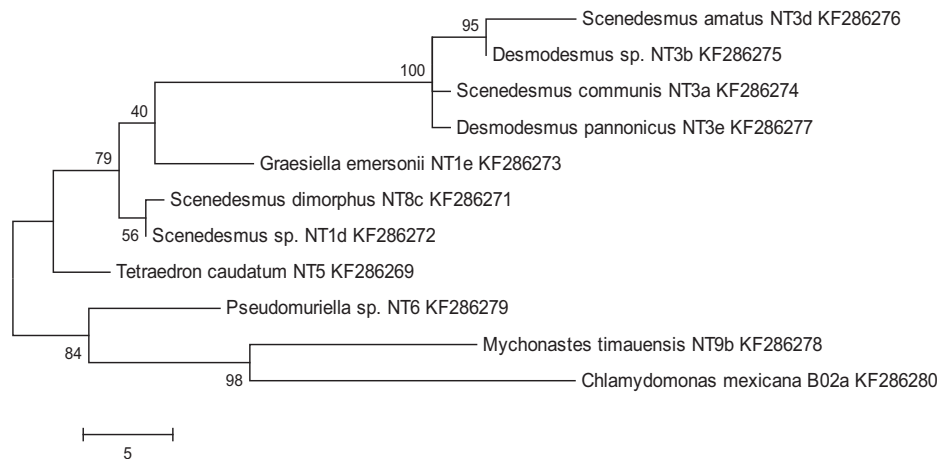 Scenedesmus amatus NT3d KF286276
95
Desmodesmus sp. NT3b KF286275
100
Scenedesmus communis NT3a KF286274
40
Desmodesmus pannonicus NT3e KF286277
79
Graesiella emersonii NT1e KF286273
Scenedesmus dimorphus NT8c KF286271
56
Scenedesmus sp. NT1d KF286272
Tetraedron caudatum NT5 KF286269
Pseudomuriella sp. NT6 KF286279
84
Mychonastes timauensis NT9b KF286278
98
Chlamydomonas mexicana B02a KF286280
5